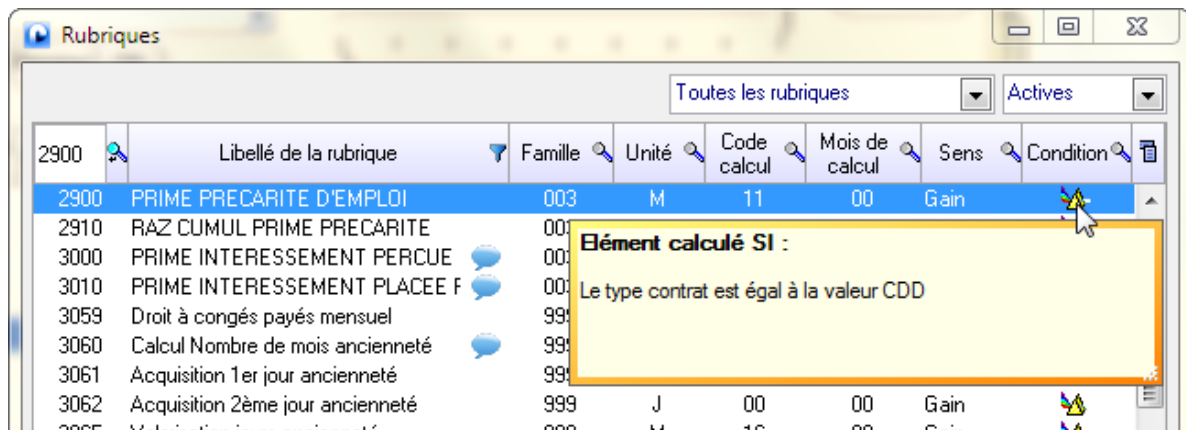 Rubriques
Toutes les rubriques Actives
2900 Libellé de la rubrique Famille Unité Code calcul Mois de calcul Sens Condition
2900 PRIME PRECARITE D'EMPLOI 003 M 11 00 Gain
2910 RAZ CUMUL PRIME PRECARITE
3000 PRIME INTERESSEMENT PERCUE
3010 PRIME INTERESSEMENT PLACEE
3059 Droit à congés payés mensuel
3060 Calcul Nombre de mois ancienneté
3061 Acquisition 1er jour ancienneté
3062 Acquisition 2ème jour ancienneté 999 J 00 00 Gain
Elément calculé SI :
Le type contrat est égal à la valeur CDD